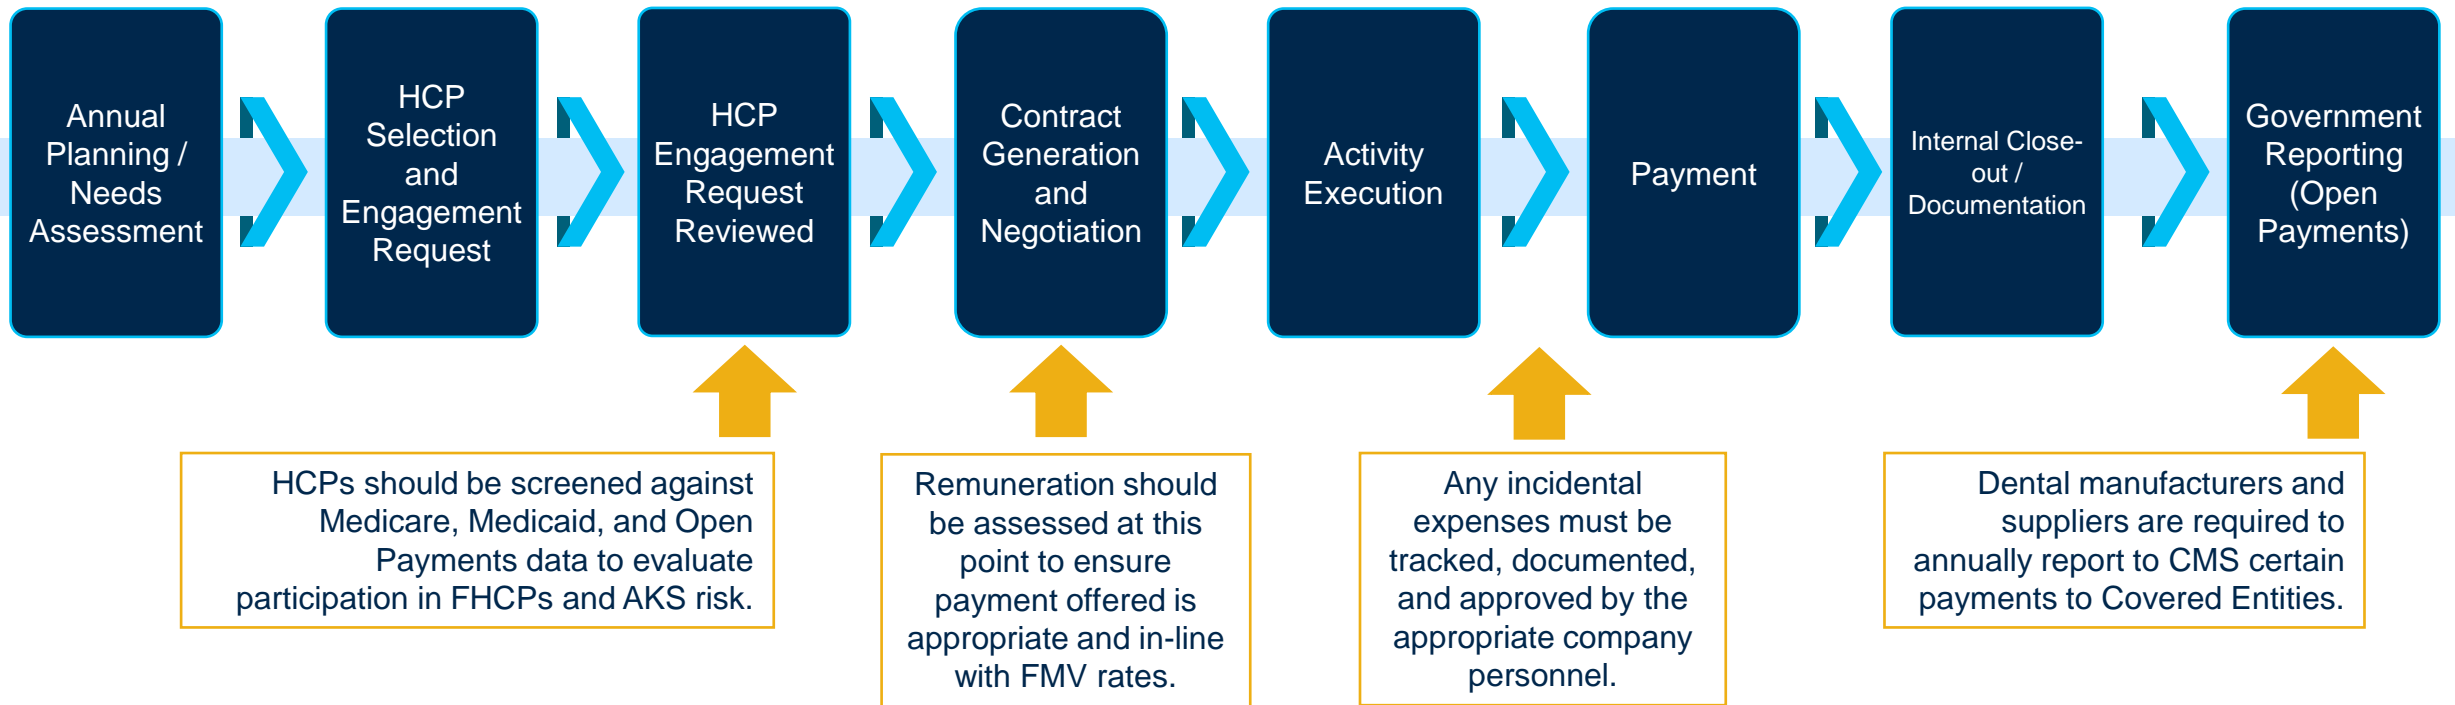 Annual
Planning /
Needs
Assessment
HCP
Selection
and
Engagement
Request
HCP
Engagement
Request
Reviewed
Contract
Generation
and
Negotiation
Activity
Execution
Payment
Internal Close-
out /
Documentation
Government
Reporting
(Open
Payments)
HCPs should be screened against
Medicare, Medicaid, and Open
Payments data to evaluate
participation in FHCPs and AKS risk.
Remuneration should
be assessed at this
point to ensure
payment offered is
appropriate and in-line
with FMV rates.
Any incidental
expenses must be
tracked, documented,
and approved by the
appropriate company
personnel.
Dental manufacturers and
suppliers are required to
annually report to CMS certain
payments to Covered Entities.